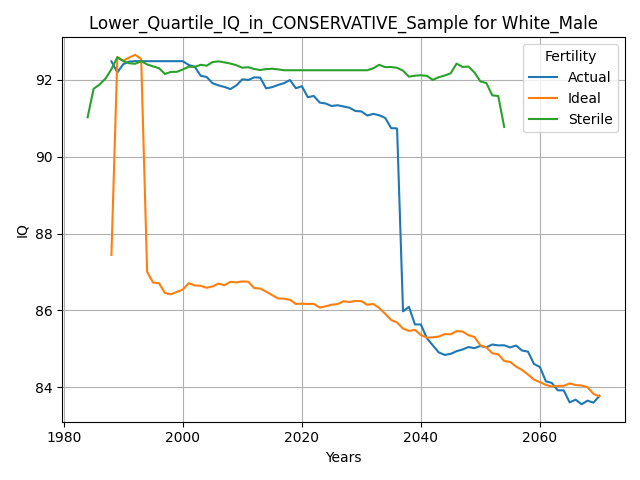 Lower_Quartile_IQ_in_CONSERVATIVE_Sample for White_Male
Fertility
Actual
Ideal
Sterile
IQ
92
90
88
86
84
1980
2000
2020
2040
2060
Years